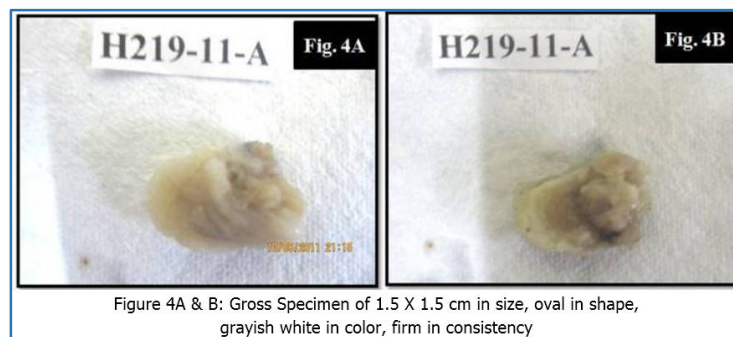 H219-11-A
Fig. 4A
H219-11-A
Fig. 4B
Figure 4A & B: Gross Specimen of 1.5 X 1.5 cm in size, oval in shape,
grayish white in color, firm in consistency